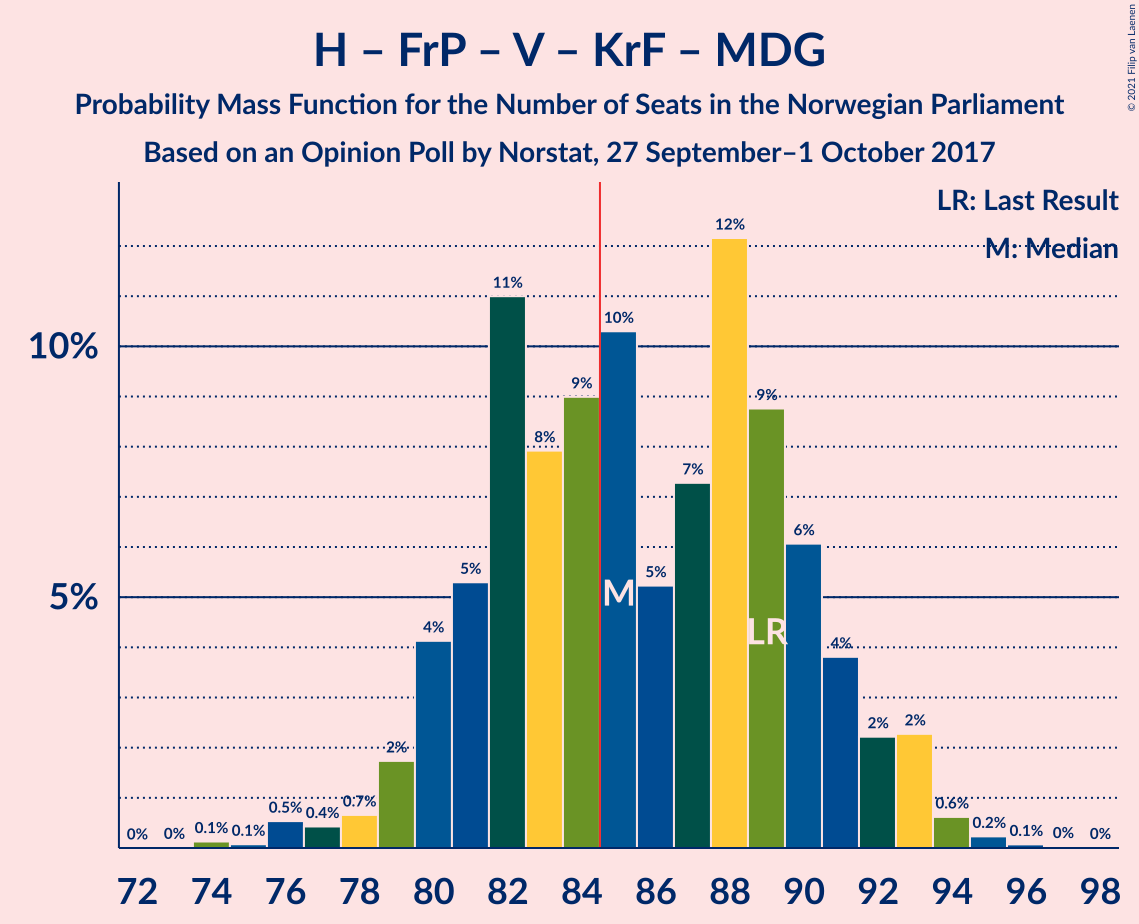 H – FrP – V – KrF – MDG
Probability Mass Function for the Number of Seats in the Norwegian Parliament
Based on an Opinion Poll by Norstat, 27 September–1 October 2017
© 2021 Filip van Laenen
LR: Last Result
M: Median
10%
5%
0% 0% 0.1% 0.1% 0.5% 0.4% 0.7% 2% 4% 5% 11% 8% 9% 10% 5% 7% 12% 9% 6% 4% 2% 2% 0.6% 0.2% 0.1% 0% 0%
M
LR
72 74 76 78 80 82 84 86 88 90 92 94 96 98